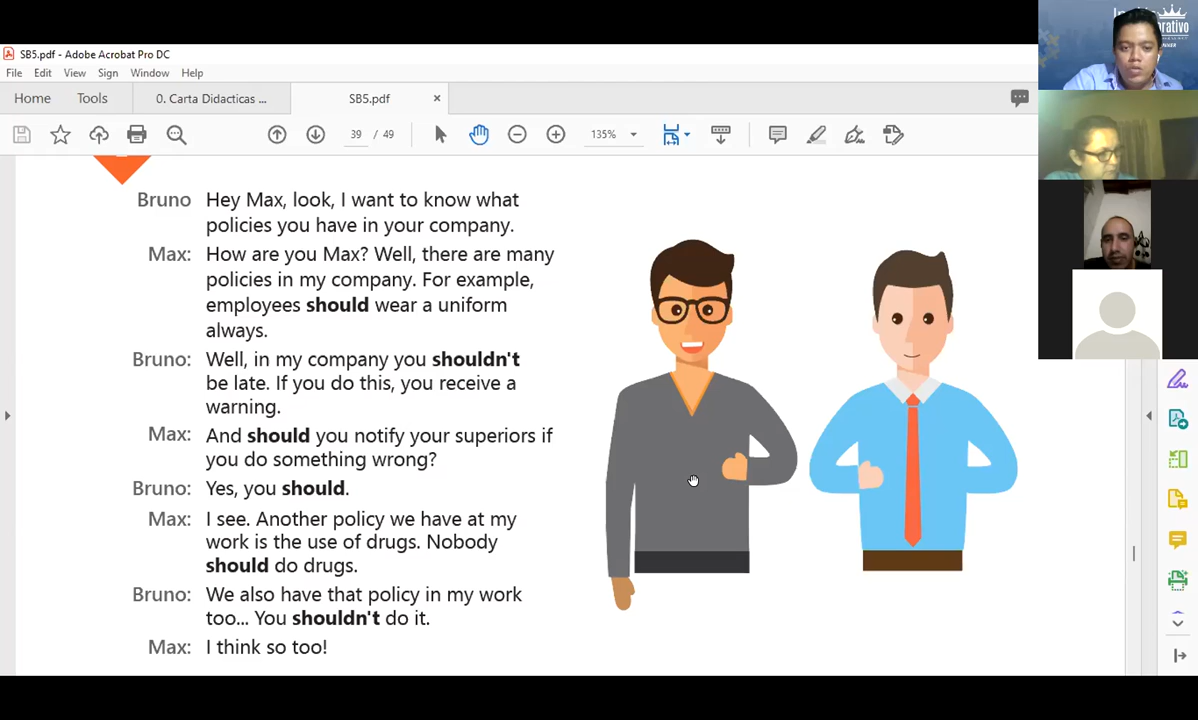 SB5.pdf - Adobe Acrobat Pro DC
File Edit View Sign Window Help
Home Tools 0. Carta Didacticas ... SB5.pdf ×
39 / 49 135%
Bruno Hey Max, look, I want to know what
policies you have in your company.
Max: How are you Max? Well, there are many
policies in my company. For example,
employees should wear a uniform
always.
Bruno: Well, in my company you shouldn't
be late. If you do this, you receive a
warning.
Max: And should you notify your superiors if
you do something wrong?
Bruno: Yes, you should.
Max: I see. Another policy we have at my
work is the use of drugs. Nobody
should do drugs.
Bruno: We also have that policy in my work
too... You shouldn't do it.
Max: I think so too!